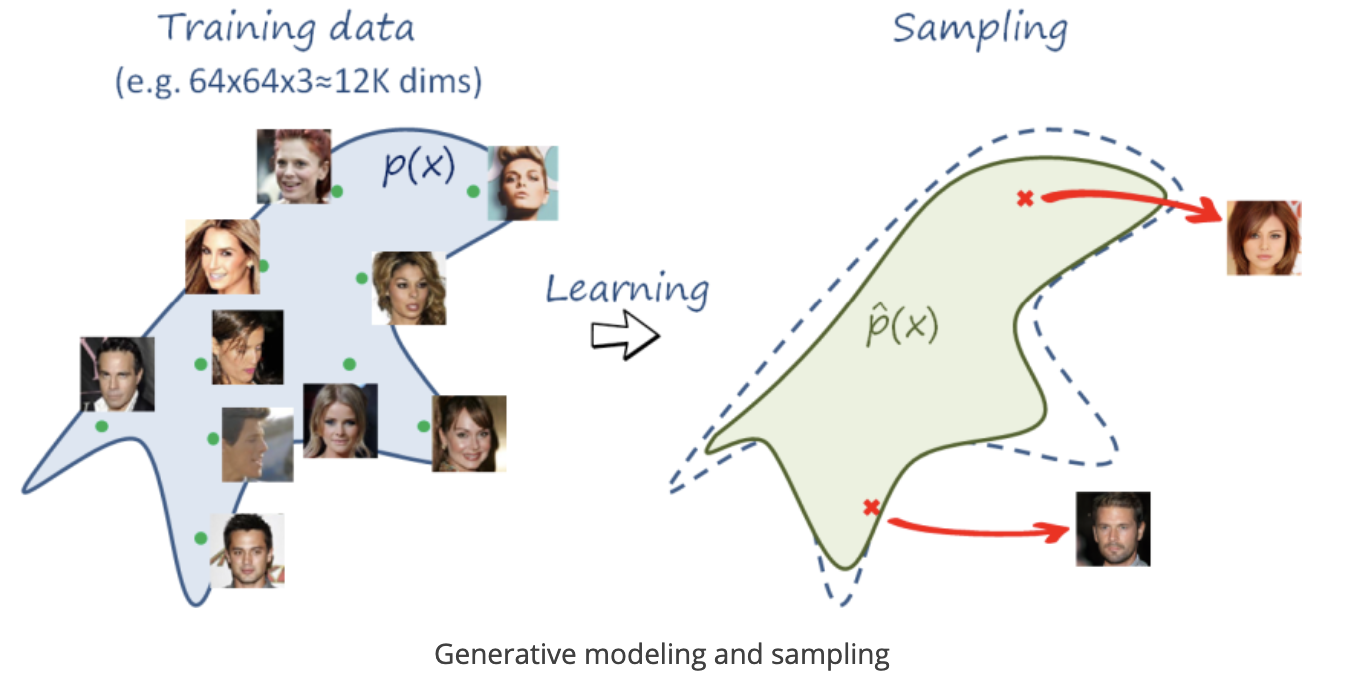 Training data
(e.g. 64x64x3≈12K dims)
p(x)
Learning
Sampling
p̂(x)
Generative modeling and sampling